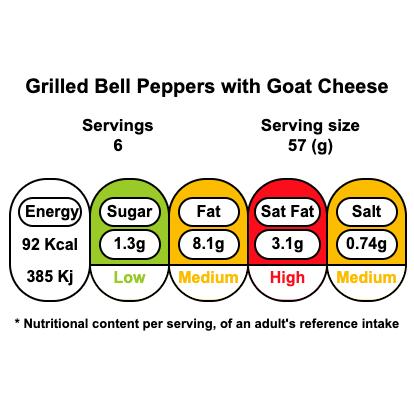 Grilled Bell Peppers with Goat Cheese
Servings
6
Serving size
57 (g)
Energy
92 Kcal
385 Kj
Sugar
1.3g
Low
Fat
8.1g
Medium
Sat Fat
3.1g
High
Salt
0.74g
Medium
* Nutritional content per serving, of an adult's reference intake